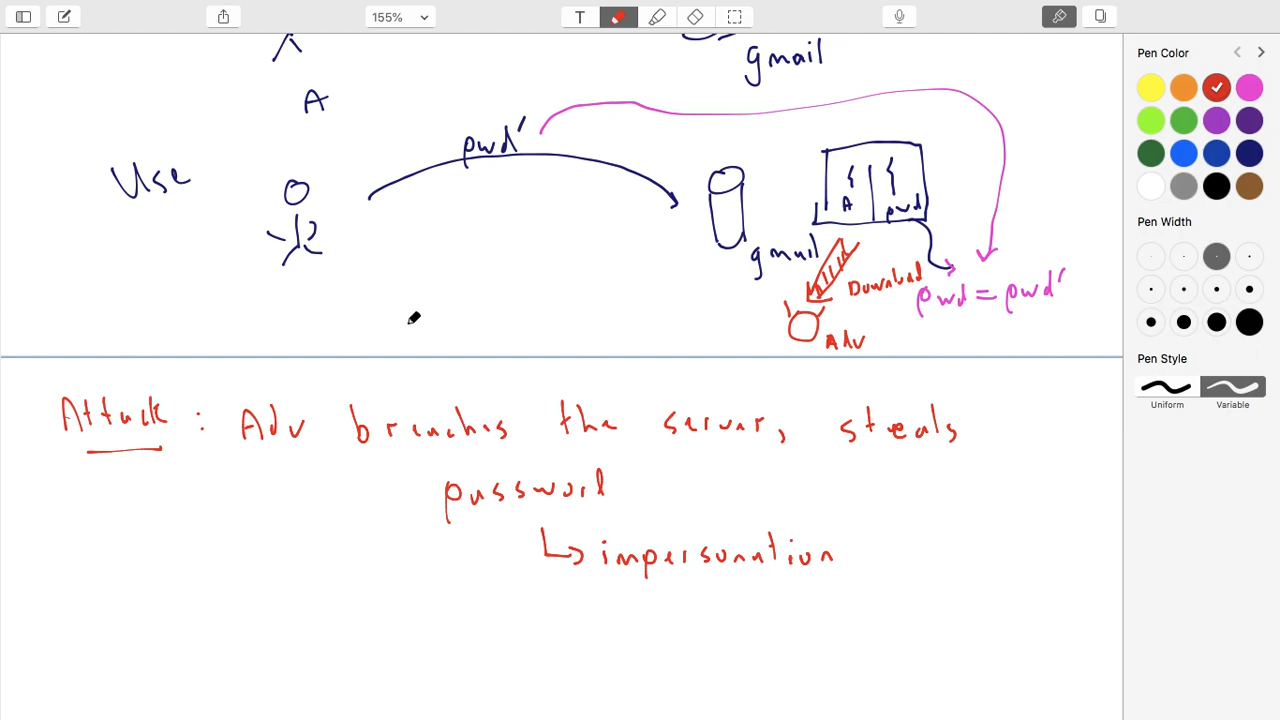 155%
T
Pen Color
gmail
A
pwd'
Use
A pwd
gmail
Download
pwd = pwd'
Adv
Pen Width
Pen Style
Uniform Variable
Attack : Adv breaches the server, steals
password
impersonation